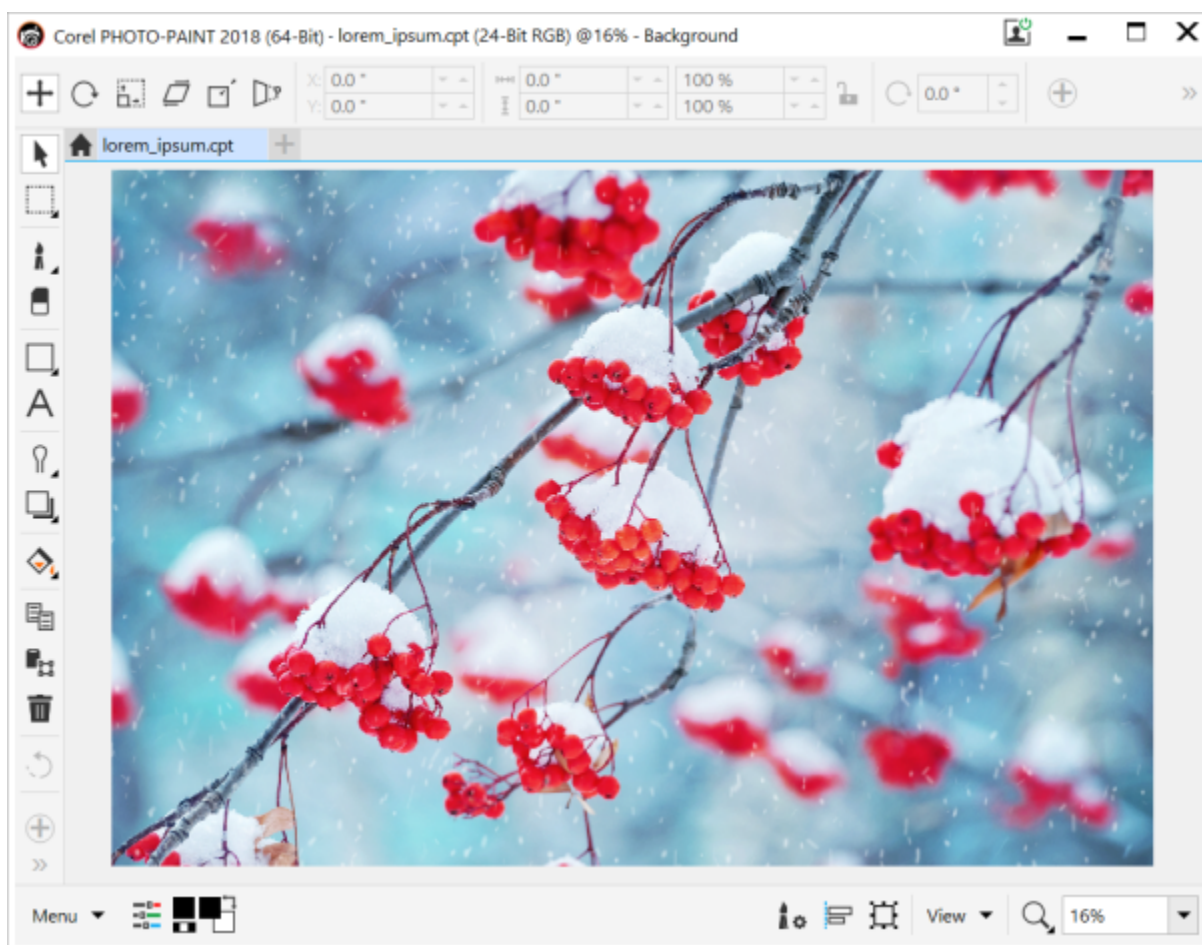 Corel PHOTO-PAINT 2018 (64-Bit) - lorem_ipsum.cpt (24-Bit RGB) @16% - Background
X: 0.0 " 0.0 " 100 % 0.0 °
Y: 0.0 " 0.0 " 100 %
lorem_ipsum.cpt
A
Menu View 16%